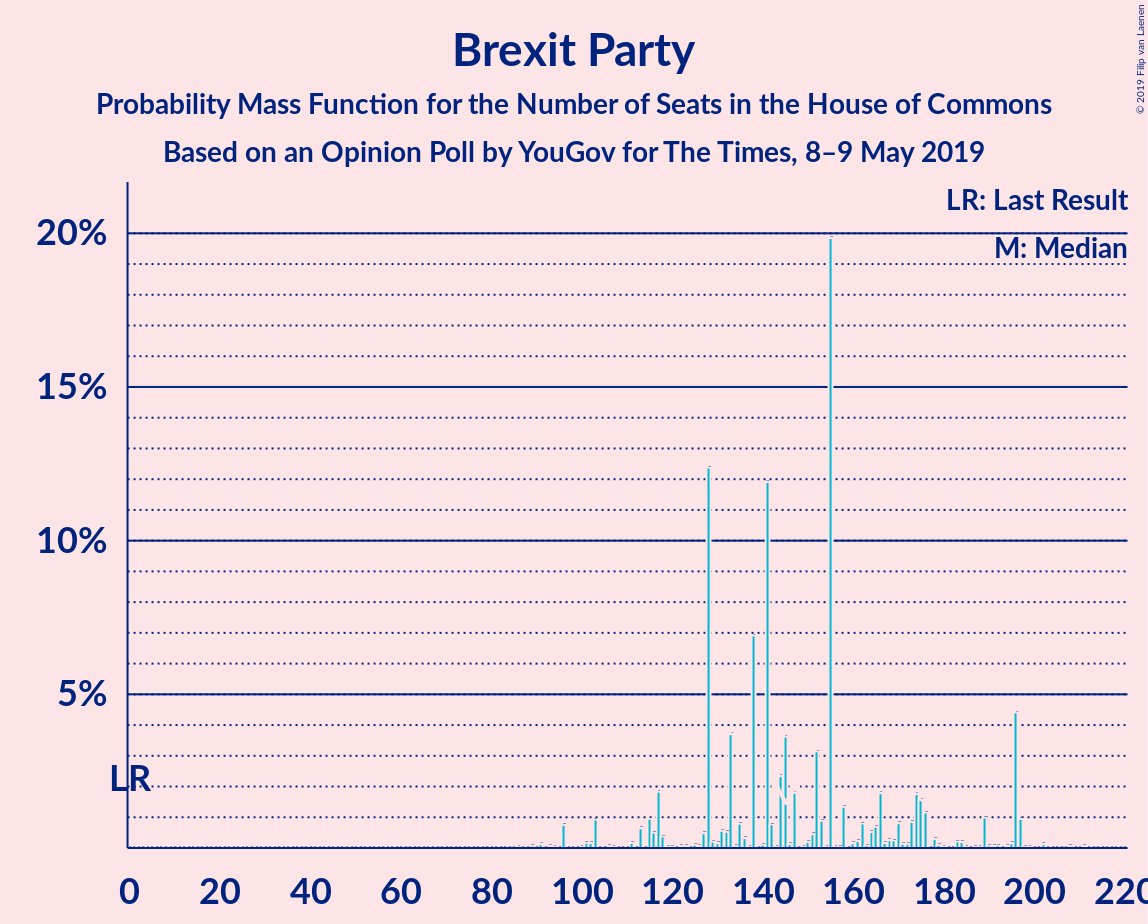 Brexit Party
Probability Mass Function for the Number of Seats in the House of Commons
Based on an Opinion Poll by YouGov for The Times, 8–9 May 2019
© 2019 Filip van Laenen
LR: Last Result
M: Median
20%
15%
10%
5%
LR
0 20 40 60 80 100 120 140 160 180 200 220